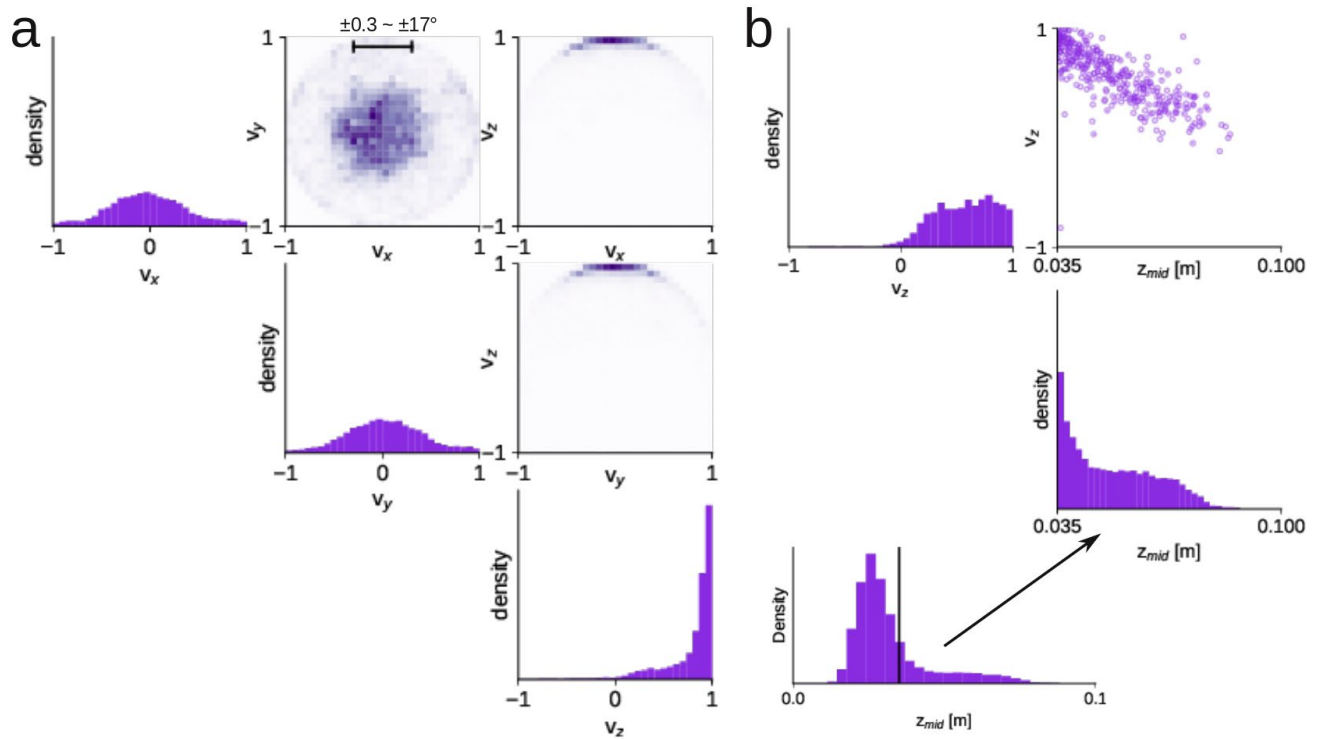 a
b
±0.3 ~ ±17°
density
−1
0
1
vₓ
1
v_y
−1
−1
vₓ
1
1
v_z
−1
−1
vₓ
1
density
−1
0
1
v_z
1
v_z
−1
0.035
z_mid [m]
0.100
density
−1
0
1
v_y
1
v_z
−1
−1
v_y
1
density
0.035
z_mid [m]
0.100
density
−1
0
1
v_z
Density
0.0
z_mid [m]
0.1